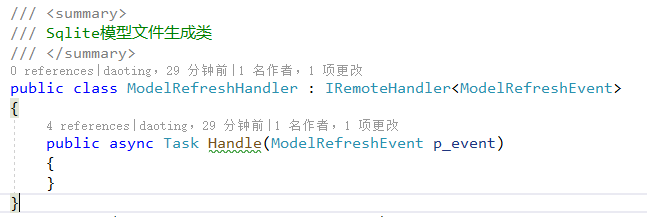 /// <summary>
/// Sqlite模型文件生成类
/// </summary>
0 references|daoting，29 分钟前|1 名作者，1 项更改
public class ModelRefreshHandler : IRemoteHandler<ModelRefreshEvent>
{
4 references|daoting，29 分钟前|1 名作者，1 项更改
public async Task Handle(ModelRefreshEvent p_event)
{
}
}